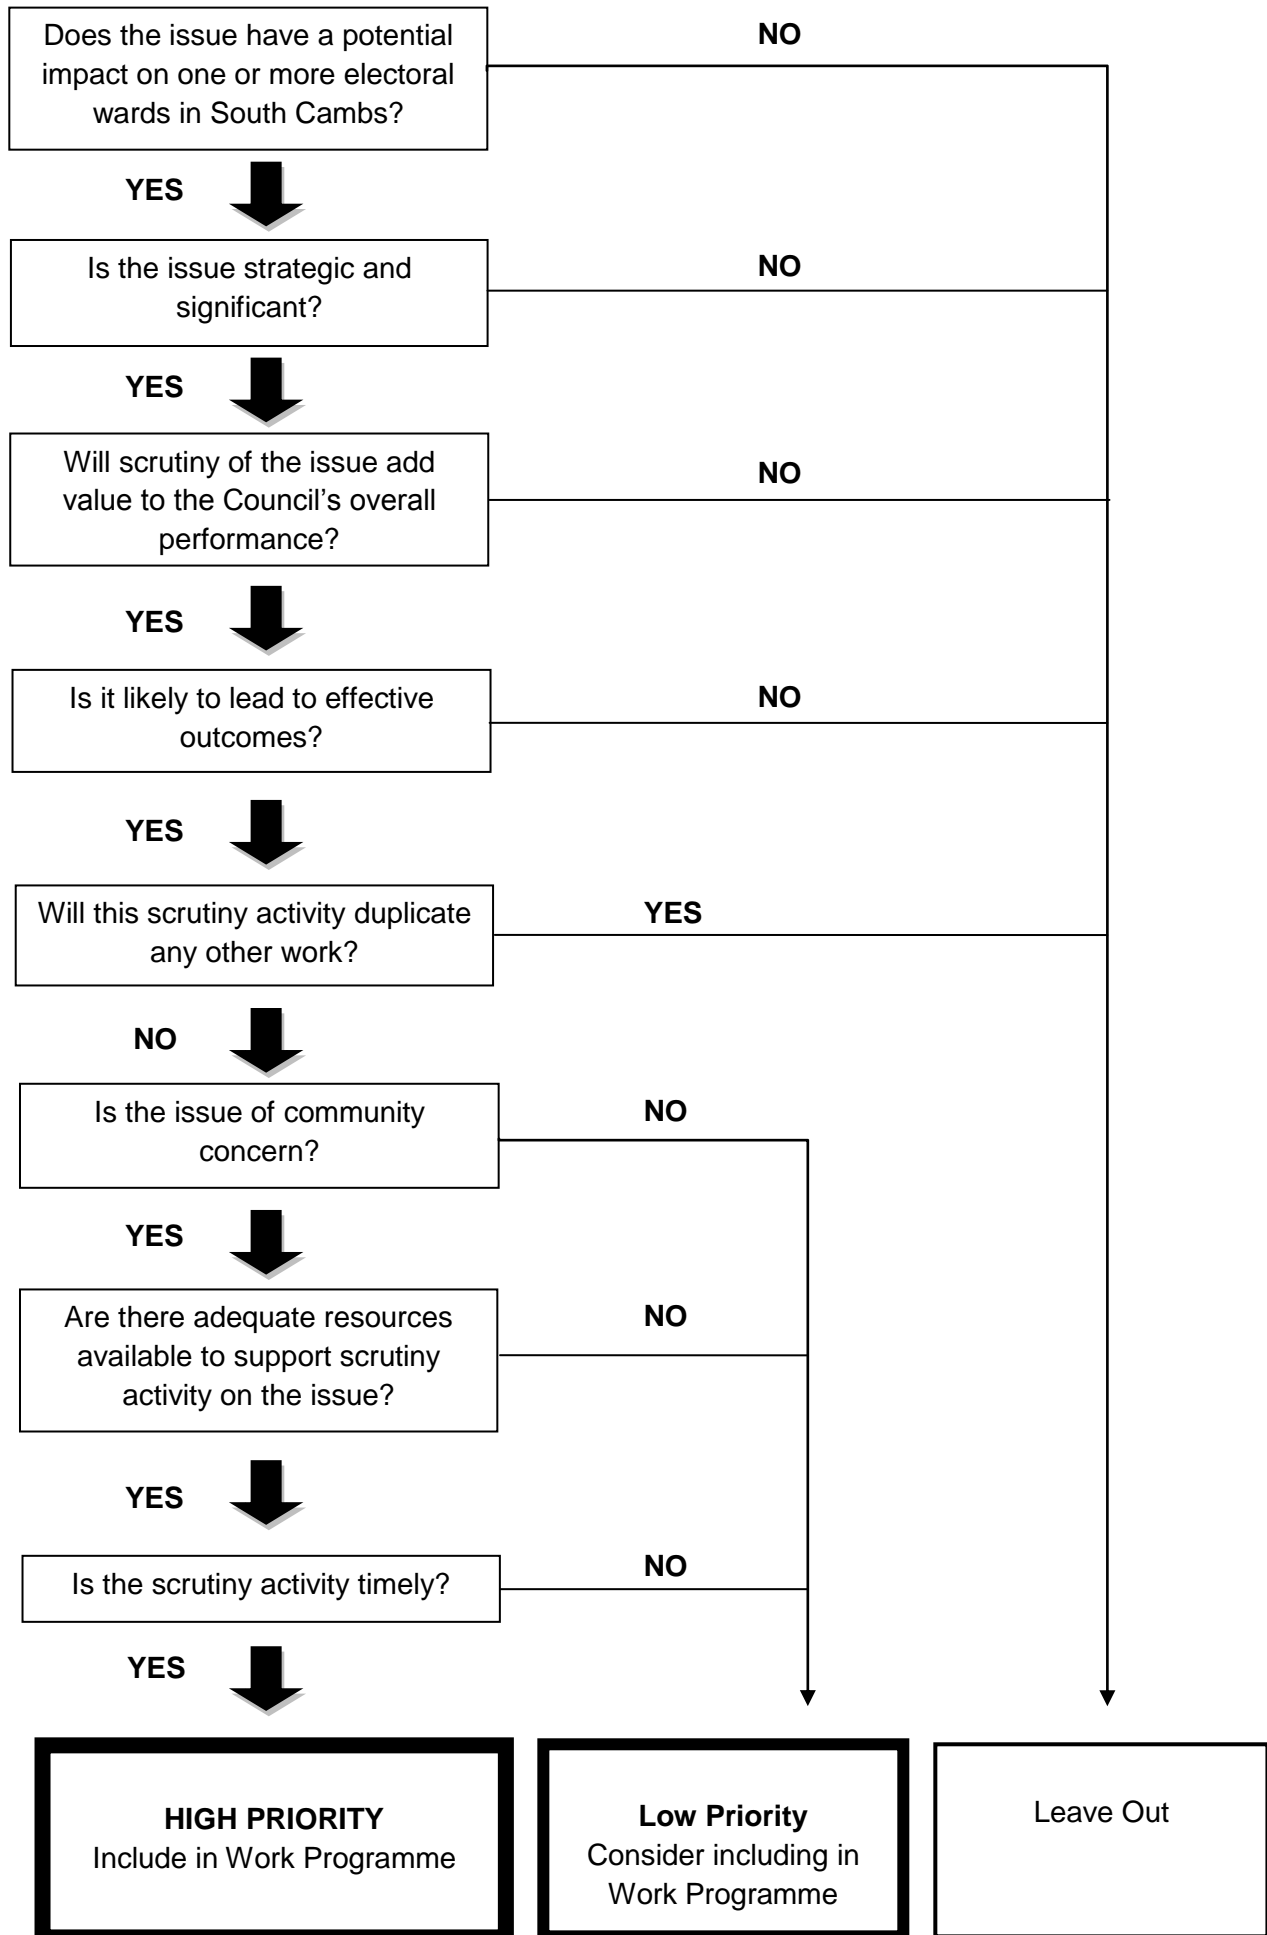 Does the issue have a potential
impact on one or more electoral
wards in South Cambs?
NO
YES
Is the issue strategic and
significant?
NO
YES
Will scrutiny of the issue add
value to the Council’s overall
performance?
NO
YES
Is it likely to lead to effective
outcomes?
NO
YES
Will this scrutiny activity duplicate
any other work?
YES
NO
Is the issue of community
concern?
NO
YES
Are there adequate resources
available to support scrutiny
activity on the issue?
NO
YES
Is the scrutiny activity timely?
NO
YES
HIGH PRIORITY
Include in Work Programme
Low Priority
Consider including in
Work Programme
Leave Out